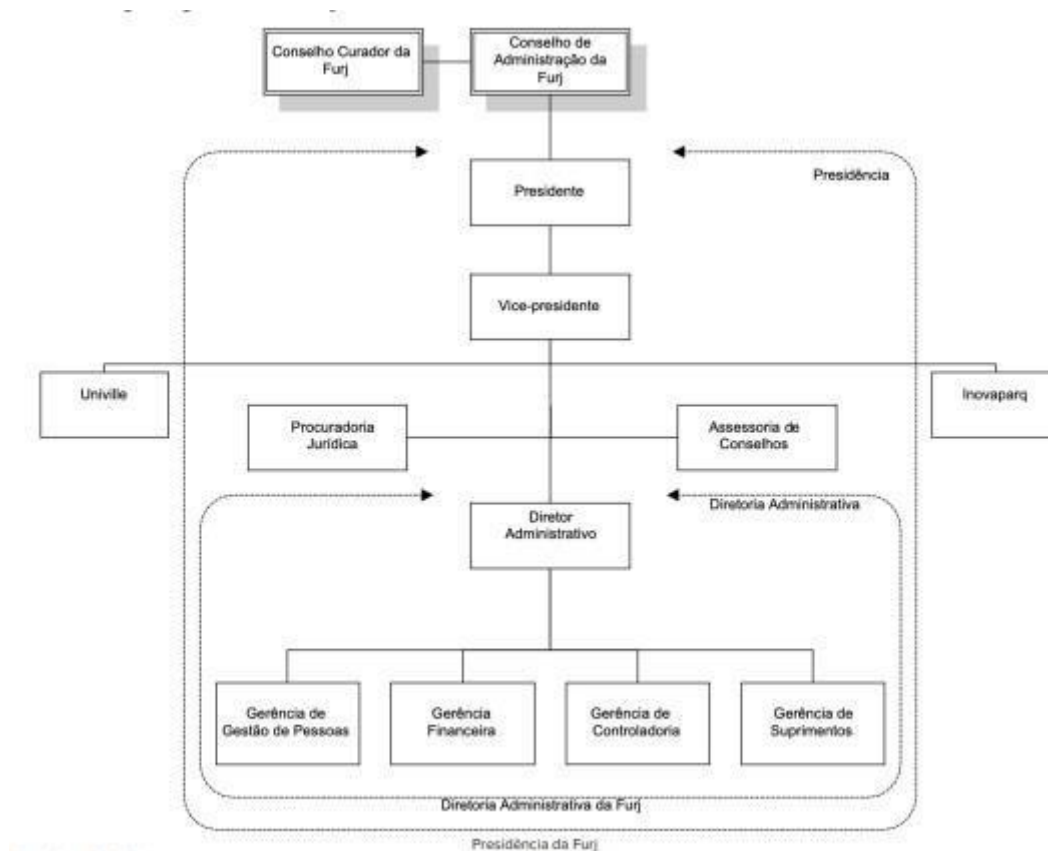 Conselho Curador da
Furj
Conselho de
Administração da
Furj
Presidência
Presidente
Vice-presidente
Univille
Inovaparq
Procuradoria
Jurídica
Assessoria de
Conselhos
Diretoria Administrativa
Diretor
Administrativo
Gerência de
Gestão de Pessoas
Gerência
Financeira
Gerência de
Controladoria
Gerência de
Suprimentos
Diretoria Administrativa da Furj
Presidência da Furj